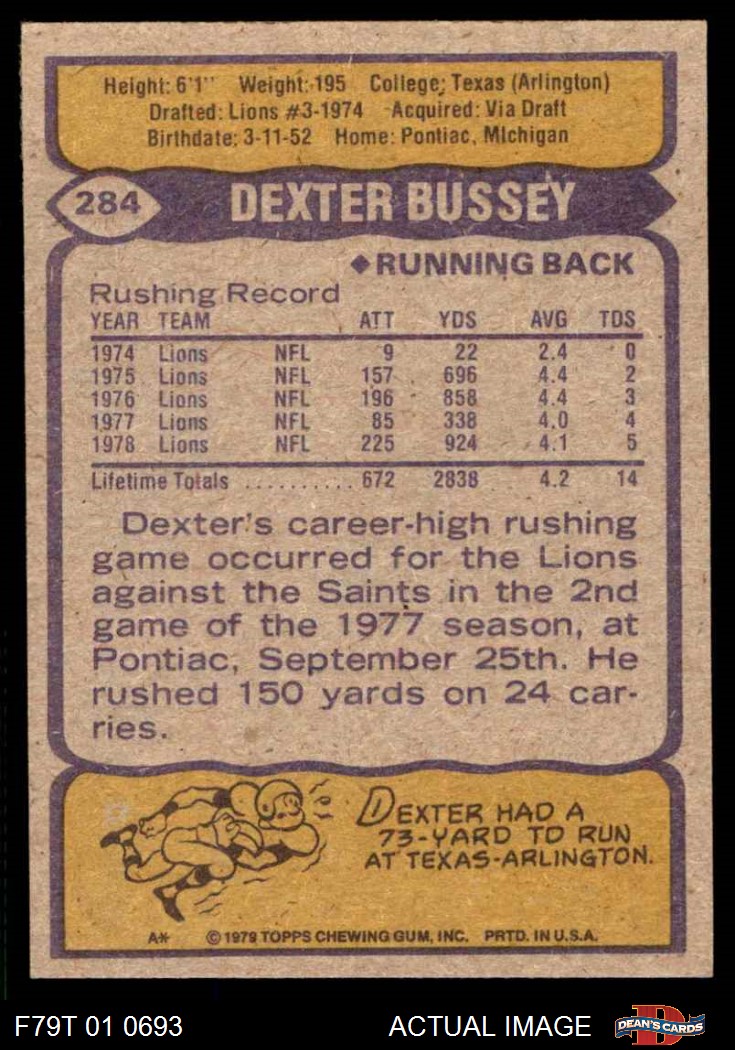 Height: 6'1" Weight: 195 College: Texas (Arlington)
Drafted: Lions #3-1974 Acquired: Via Draft
Birthdate: 3-11-52 Home: Pontiac, Michigan
284 DEXTER BUSSEY
◆RUNNING BACK
Rushing Record
YEAR TEAM ATT YDS AVG TDS
1974 Lions NFL 9 22 2.4 0
1975 Lions NFL 157 696 4.4 2
1976 Lions NFL 196 858 4.4 3
1977 Lions NFL 85 338 4.0 4
1978 Lions NFL 225 924 4.1 5
Lifetime Totals .......... 672 2838 4.2 14
Dexter's career-high rushing
game occurred for the Lions
against the Saints in the 2nd
game of the 1977 season, at
Pontiac, September 25th. He
rushed 150 yards on 24 car-
ries.
DEXTER HAD A
73-YARD TD RUN
AT TEXAS-ARLINGTON.
A* © 1979 TOPPS CHEWING GUM, INC. PRTD. IN U.S.A.
F79T 01 0693 ACTUAL IMAGE D DEAN'S CARDS